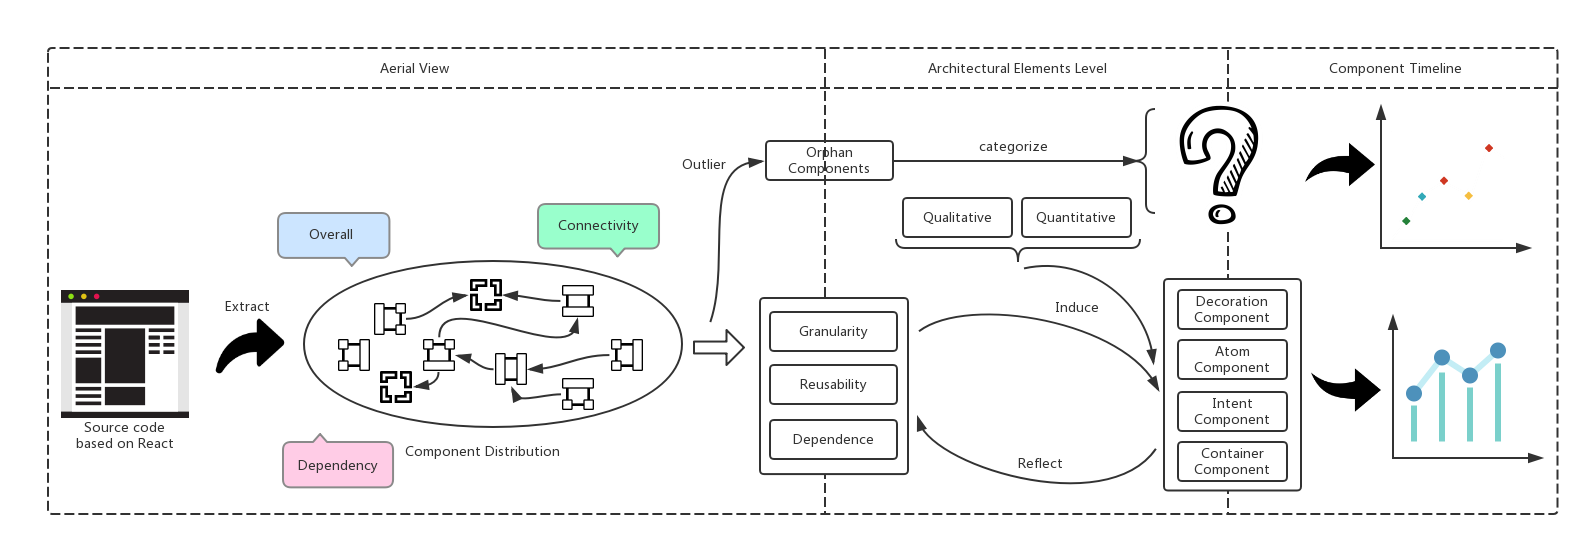 Aerial View
Architectural Elements Level
Component Timeline
Outlier
Orphan
Components
categorize
Qualitative
Quantitative
Overall
Connectivity
Extract
Source code
based on React
Dependency
Component Distribution
Granularity
Reusability
Dependence
Induce
Reflect
?
Decoration
Component
Atom
Component
Intent
Component
Container
Component